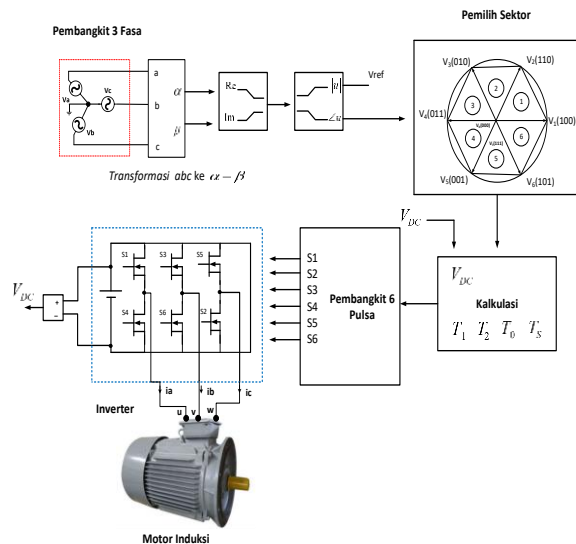 Pembangkit 3 Fasa
Va
Vb
Vc
a
b
c
α
β
Transformasi abc ke α – β
Re
Im
|u|
∠u
Vref
Pemilih Sektor
V3(010)
V2(110)
V4(011)
V1(100)
V5(001)
V6(101)
2
3
1
4
6
5
V0(000)
V7(111)
VDC
VDC
Kalkulasi
T1 T2 T0 TS
Pembangkit 6
Pulsa
S1
S2
S3
S4
S5
S6
S1
S3
S5
S4
S6
S2
VDC
+
−
Inverter
ia
ib
ic
u
v
w
Motor Induksi